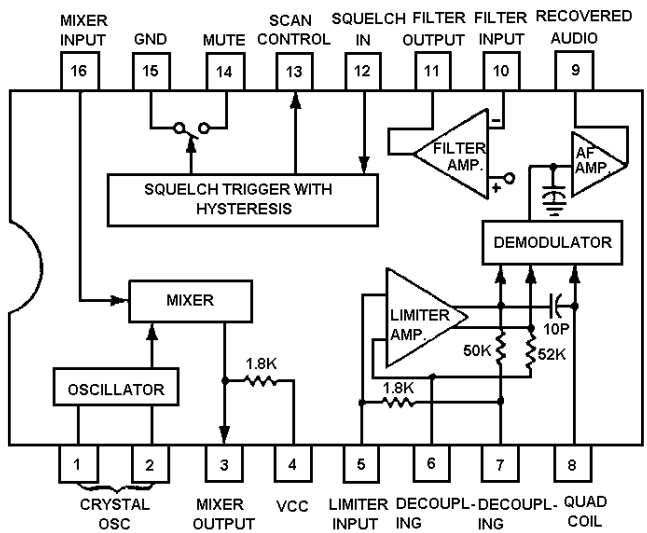 MIXER INPUT
GND
MUTE
SCAN CONTROL
SQUELCH IN
FILTER OUTPUT
FILTER INPUT
RECOVERED AUDIO
16
15
14
13
12
11
10
9
FILTER AMP.
−
+
AF AMP.
SQUELCH TRIGGER WITH
HYSTERESIS
DEMODULATOR
MIXER
LIMITER
AMP.
10P
50K
52K
1.8K
1.8K
OSCILLATOR
1
2
3
4
5
6
7
8
CRYSTAL
OSC
MIXER
OUTPUT
VCC
LIMITER
INPUT
DECOUPL-
ING
DECOUPL-
ING
QUAD
COIL